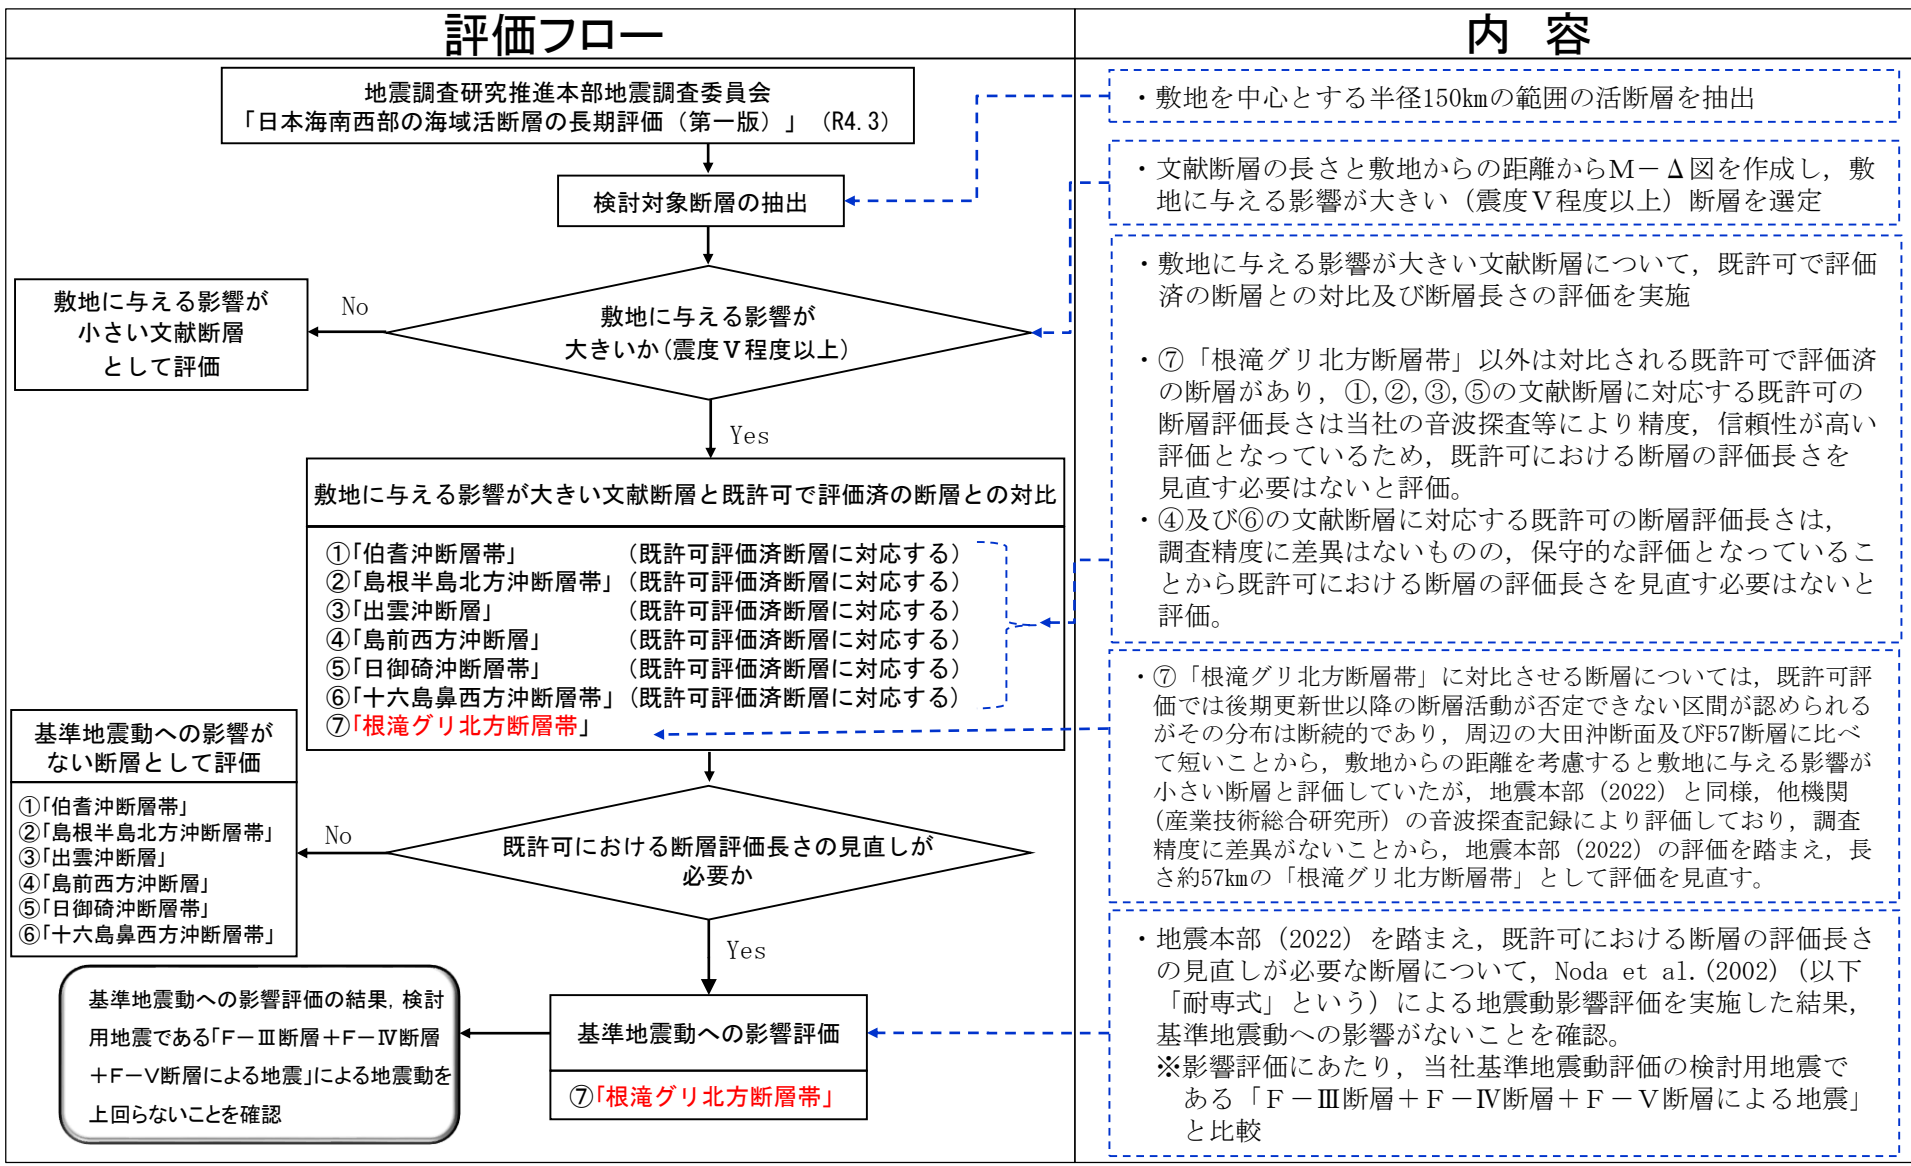 評価フロー
地震調査研究推進本部地震調査委員会
「日本海南西部の海域活断層の長期評価（第一版）」（R4.3）
検討対象断層の抽出
敷地に与える影響が
大きいか(震度Ⅴ程度以上)
No
敷地に与える影響が
小さい文献断層
として評価
Yes
敷地に与える影響が大きい文献断層と既許可で評価済の断層との対比
①「伯耆沖断層帯」　（既許可評価済断層に対応する）
②「島根半島北方沖断層帯」（既許可評価済断層に対応する）
③「出雲沖断層」　（既許可評価済断層に対応する）
④「島前西方沖断層」　（既許可評価済断層に対応する）
⑤「日御碕沖断層帯」　（既許可評価済断層に対応する）
⑥「十六島鼻西方沖断層帯」（既許可評価済断層に対応する）
⑦「根滝グリ北方断層帯」
既許可における断層評価長さの見直しが
必要か
No
基準地震動への影響が
ない断層として評価
①「伯耆沖断層帯」
②「島根半島北方沖断層帯」
③「出雲沖断層」
④「島前西方沖断層」
⑤「日御碕沖断層帯」
⑥「十六島鼻西方沖断層帯」
Yes
基準地震動への影響評価
⑦「根滝グリ北方断層帯」
基準地震動への影響評価の結果，検討
用地震である「Ｆ－Ⅲ断層＋Ｆ－Ⅳ断層
＋Ｆ－Ⅴ断層による地震」による地震動を
上回らないことを確認
内　容
・敷地を中心とする半径150kmの範囲の活断層を抽出
・文献断層の長さと敷地からの距離からＭ－Δ図を作成し，敷
地に与える影響が大きい（震度Ⅴ程度以上）断層を選定
・敷地に与える影響が大きい文献断層について，既許可で評価
済の断層との対比及び断層長さの評価を実施
・⑦「根滝グリ北方断層帯」以外は対比される既許可で評価済
の断層があり，①,②,③,⑤の文献断層に対応する既許可の
断層評価長さは当社の音波探査等により精度，信頼性が高い
評価となっているため，既許可における断層の評価長さを
見直す必要はないと評価。
・④及び⑥の文献断層に対応する既許可の断層評価長さは，
調査精度に差異はないものの，保守的な評価となっているこ
とから既許可における断層の評価長さを見直す必要はないと
評価。
・⑦「根滝グリ北方断層帯」に対比させる断層については，既許可評
価では後期更新世以降の断層活動が否定できない区間が認められる
がその分布は断続的であり，周辺の大田沖断面及びF57断層に比べ
て短いことから，敷地からの距離を考慮すると敷地に与える影響が
小さい断層と評価していたが，地震本部（2022）と同様，他機関
（産業技術総合研究所）の音波探査記録により評価しており，調査
精度に差異がないことから，地震本部（2022）の評価を踏まえ，長
さ約57kmの「根滝グリ北方断層帯」として評価を見直す。
・地震本部（2022）を踏まえ，既許可における断層の評価長さ
の見直しが必要な断層について，Noda et al.(2002)（以下
「耐専式」という）による地震動影響評価を実施した結果，
基準地震動への影響がないことを確認。
※影響評価にあたり，当社基準地震動評価の検討用地震で
ある「Ｆ－Ⅲ断層＋Ｆ－Ⅳ断層＋Ｆ－Ⅴ断層による地震」
と比較